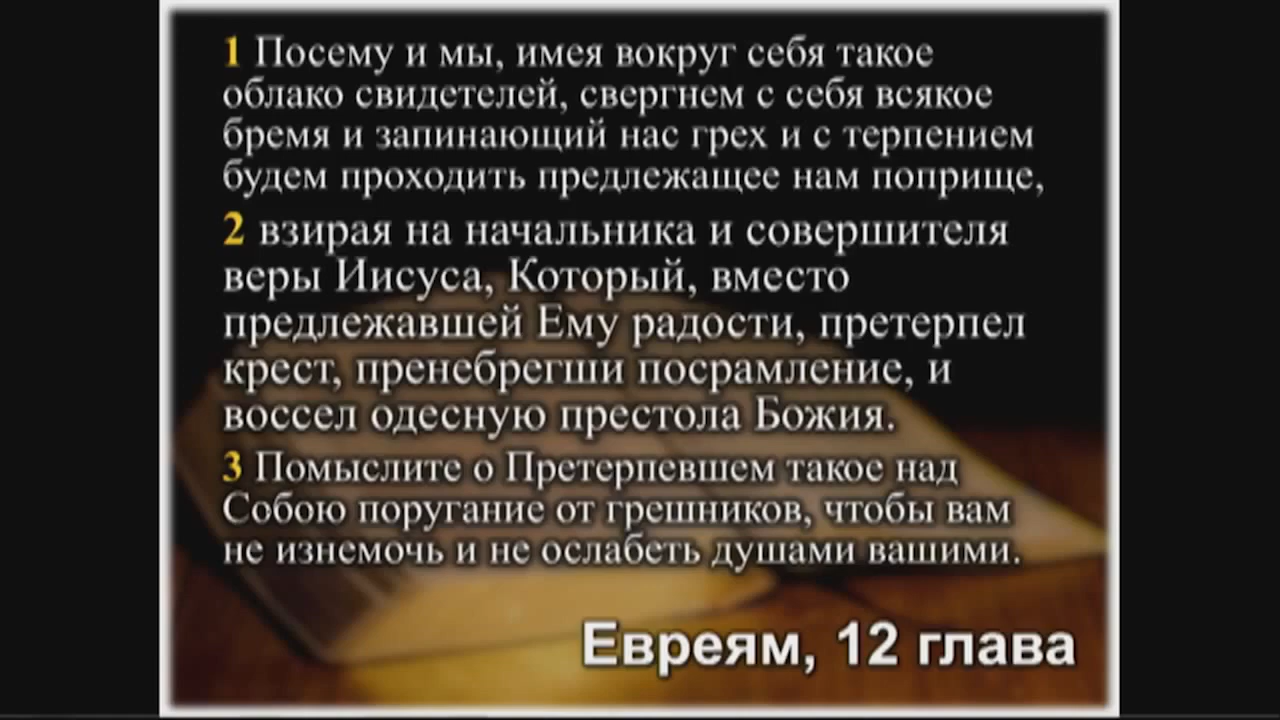 1 Посему и мы, имея вокруг себя такое
облако свидетелей, свергнем с себя всякое
бремя и запинающий нас грех и с терпением
будем проходить предлежащее нам поприще,
2 взирая на начальника и совершителя
веры Иисуса, Который, вместо
предлежавшей Ему радости, претерпел
крест, пренебрегши посрамление, и
воссел одесную престола Божия.
3 Помыслите о Претерпевшем такое над
Собою поругание от грешников, чтобы вам
не изнемочь и не ослабеть душами вашими.
Евреям, 12 глава